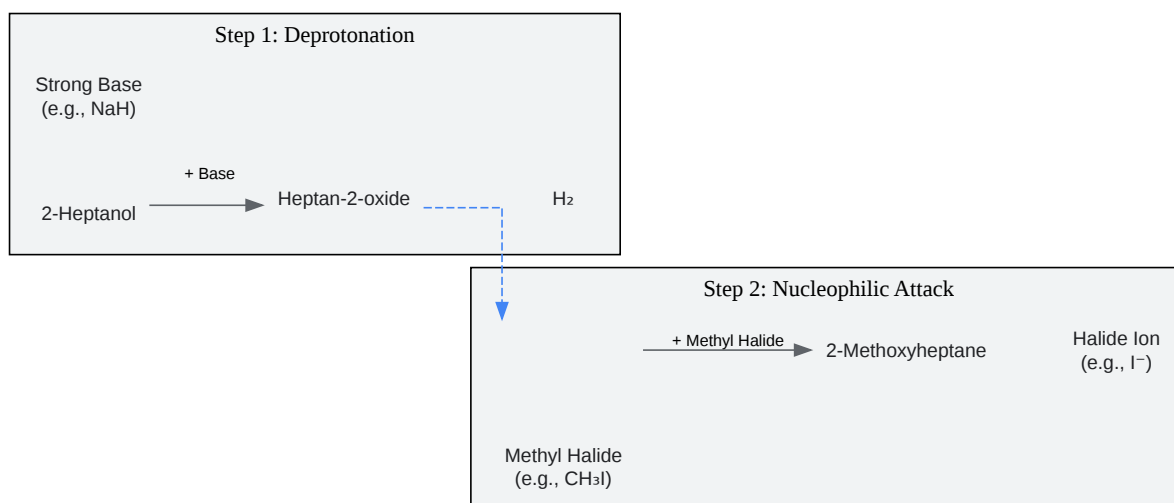 Step 1: Deprotonation
Strong Base
(e.g., NaH)
+ Base
2-Heptanol
Heptan-2-oxide
H₂
Step 2: Nucleophilic Attack
+ Methyl Halide
2-Methoxyheptane
Halide Ion
(e.g., I⁻)
Methyl Halide
(e.g., CH₃I)